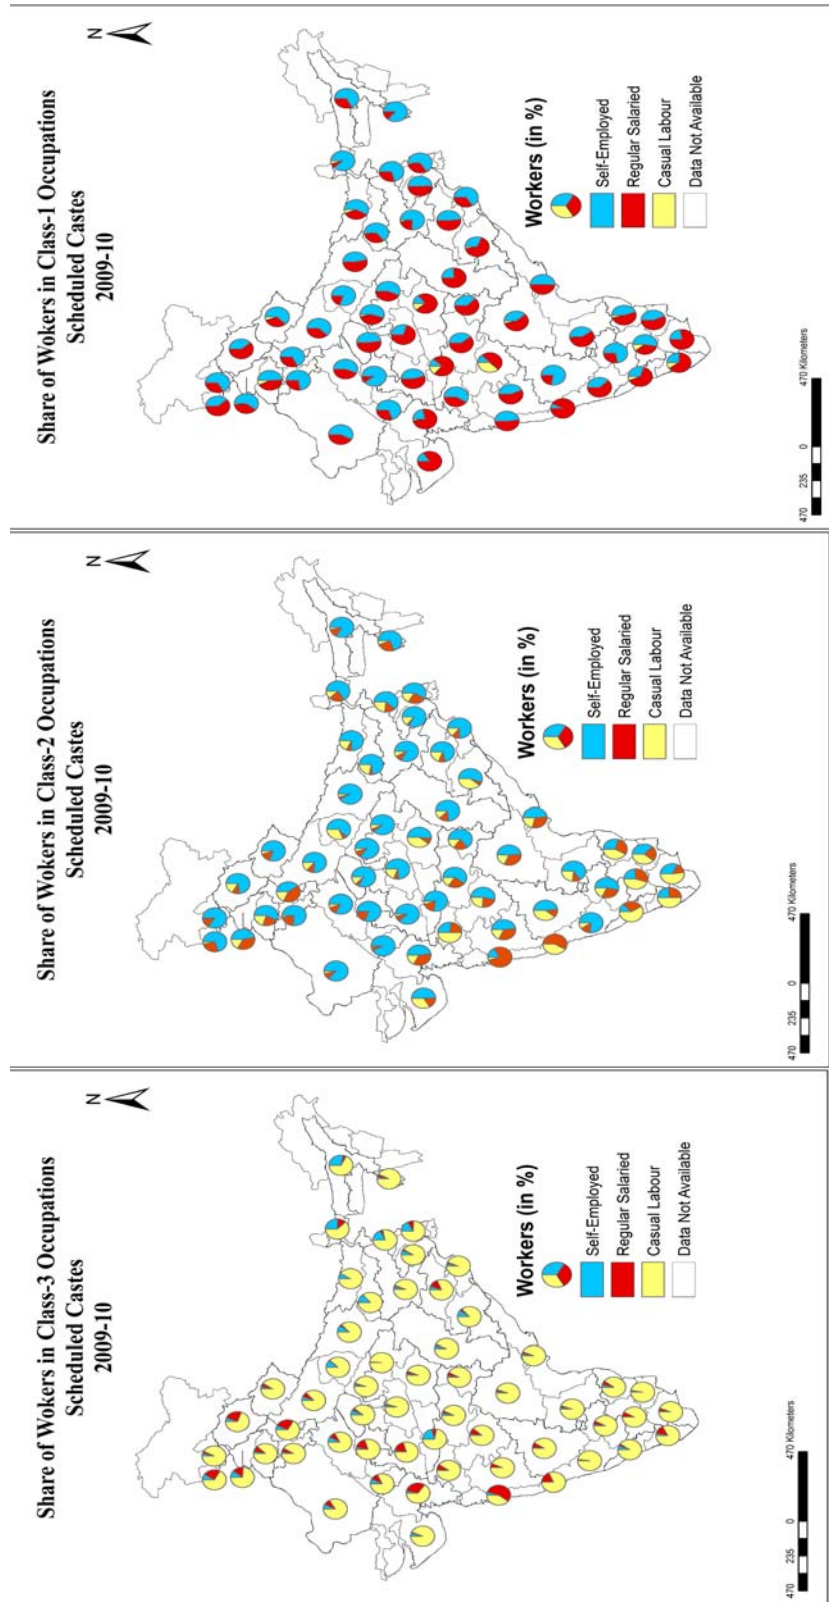 Share of Wokers in Class-1 Occupations
Scheduled Castes
2009-10
N
Workers (in %)
Self-Employed
Regular Salaried
Casual Labour
Data Not Available
470 235 0 470 Kilometers
Share of Wokers in Class-2 Occupations
Scheduled Castes
2009-10
N
Workers (in %)
Self-Employed
Regular Salaried
Casual Labour
Data Not Available
470 235 0 470 Kilometers
Share of Wokers in Class-3 Occupations
Scheduled Castes
2009-10
N
Workers (in %)
Self-Employed
Regular Salaried
Casual Labour
Data Not Available
470 235 0 470 Kilometers